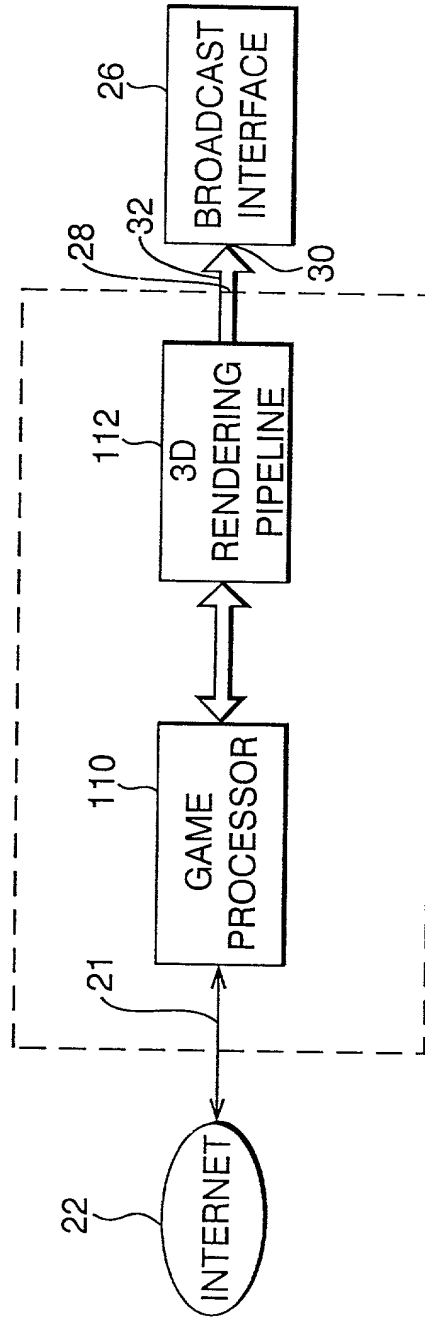 22
INTERNET
21
110
GAME
PROCESSOR
112
3D
RENDERING
PIPELINE
32
28
30
26
BROADCAST
INTERFACE